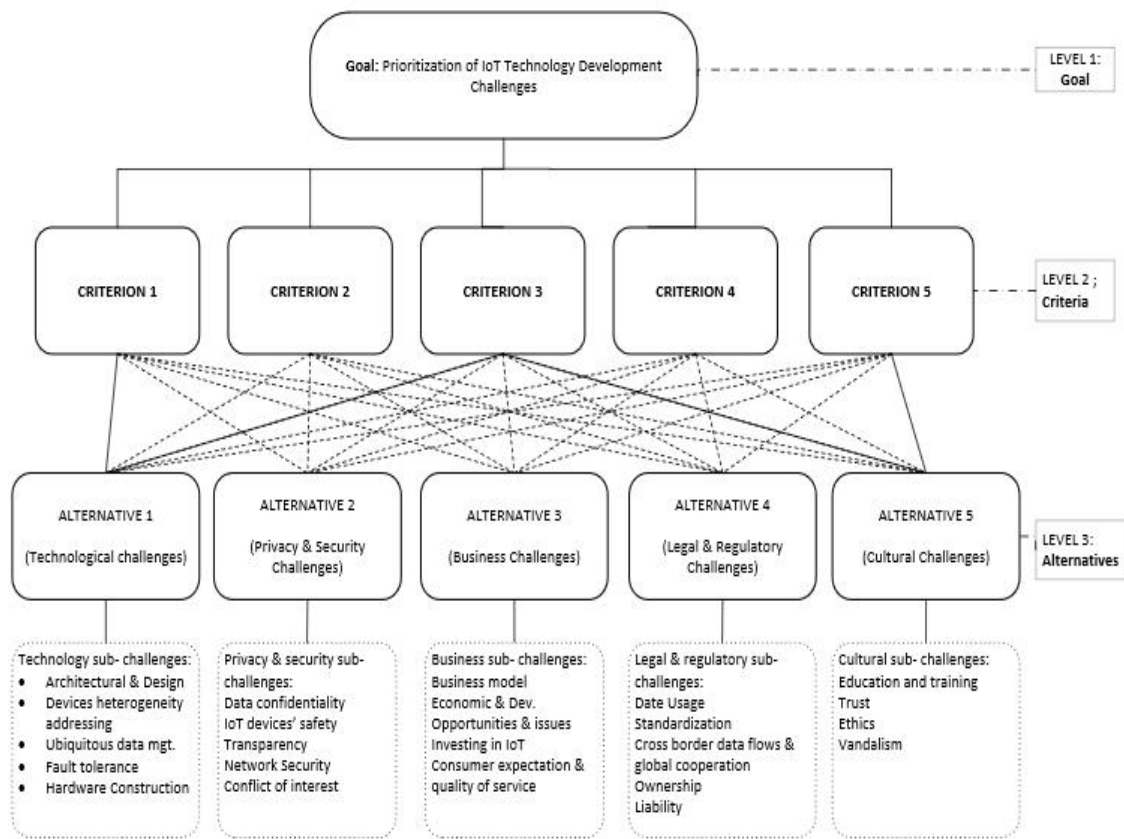 Goal: Prioritization of IoT Technology Development
Challenges
LEVEL 1:
Goal
CRITERION 1
CRITERION 2
CRITERION 3
CRITERION 4
CRITERION 5
LEVEL 2 ;
Criteria
ALTERNATIVE 1
(Technological challenges)
ALTERNATIVE 2
(Privacy & Security
Challenges)
ALTERNATIVE 3
(Business Challenges)
ALTERNATIVE 4
(Legal & Regulatory
Challenges)
ALTERNATIVE 5
(Cultural Challenges)
LEVEL 3:
Alternatives
Technology sub- challenges:
• Architectural & Design
• Devices heterogeneity
addressing
• Ubiquitous data mgt.
• Fault tolerance
• Hardware Construction
Privacy & security sub-
challenges:
Data confidentiality
IoT devices’ safety
Transparency
Network Security
Conflict of interest
Business sub- challenges:
Business model
Economic & Dev.
Opportunities & issues
Investing in IoT
Consumer expectation &
quality of service
Legal & regulatory sub-
challenges:
Date Usage
Standardization
Cross border data flows &
global cooperation
Ownership
Liability
Cultural sub- challenges:
Education and training
Trust
Ethics
Vandalism